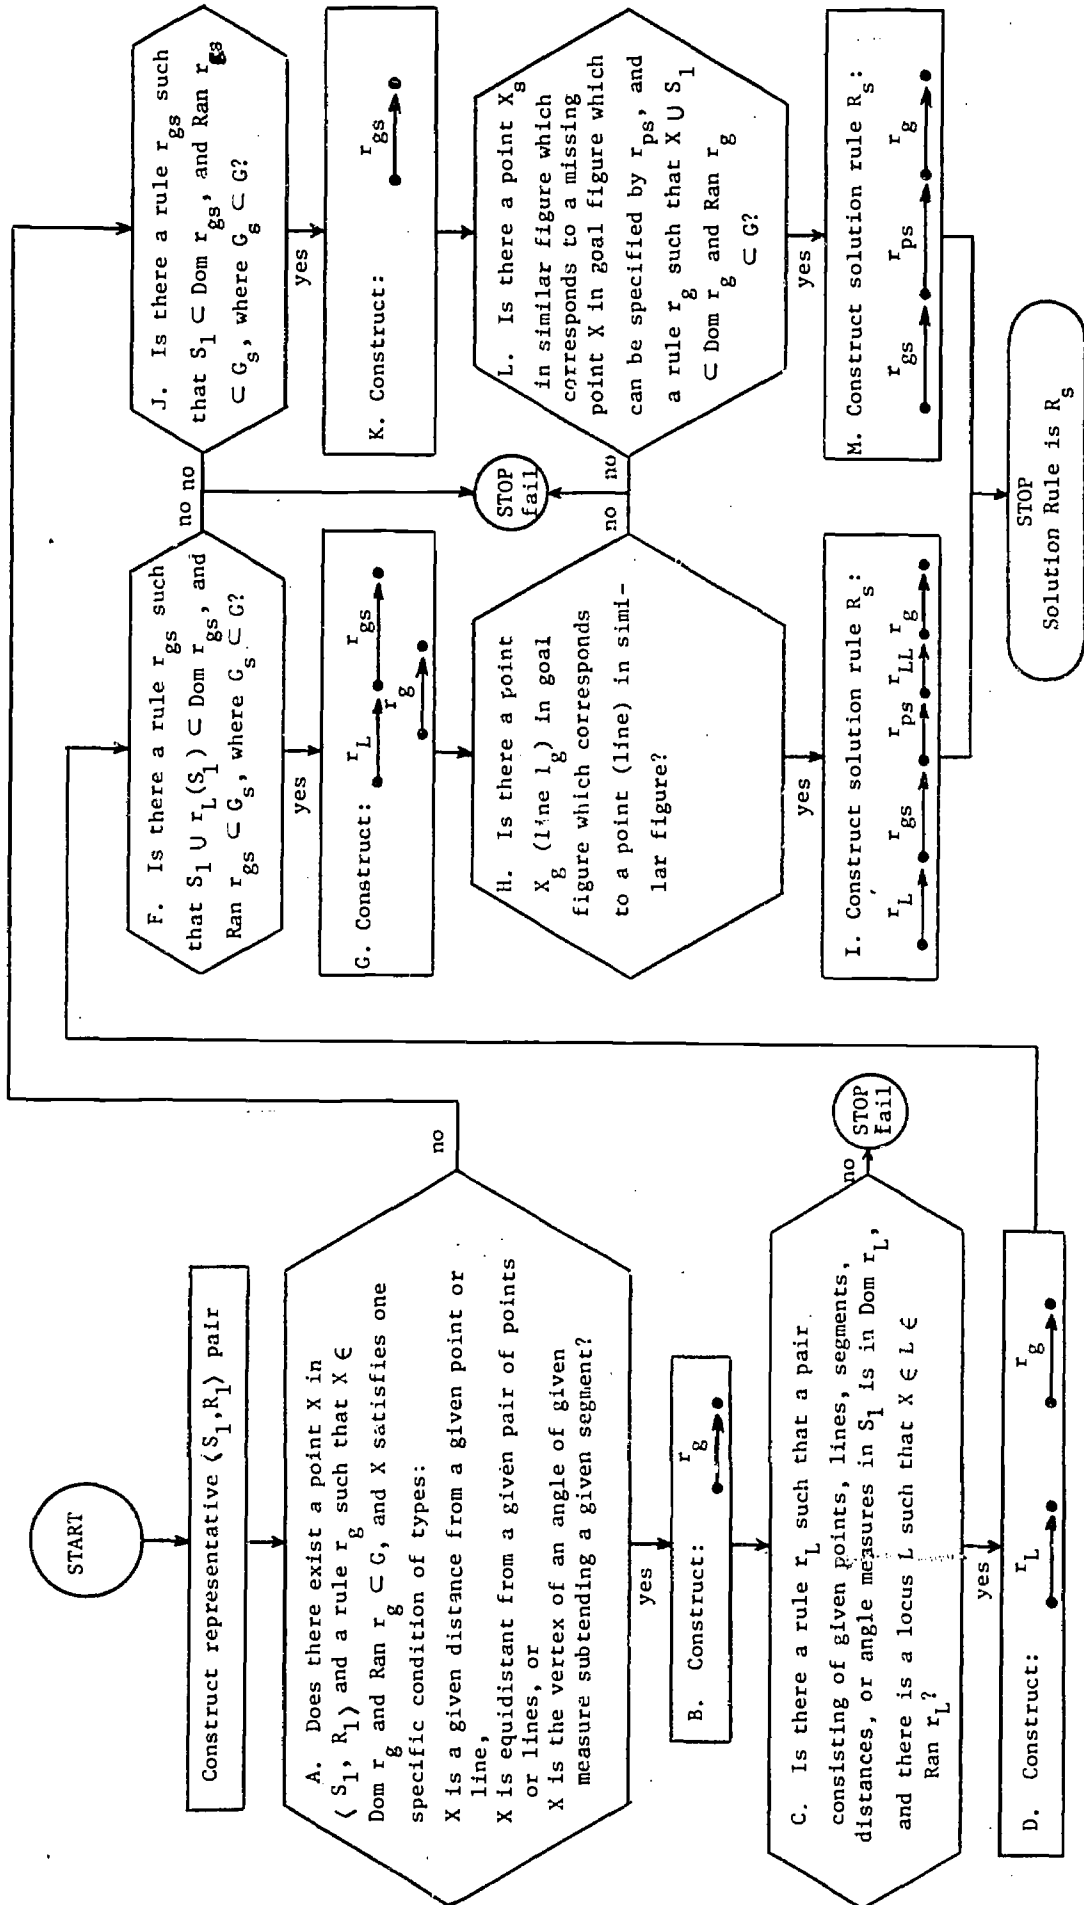 START
Construct representative ⟨S1,R1⟩ pair
A. Does there exist a point X in
⟨S1, R1⟩ and a rule rg such that X ∈
Dom rg and Ran rg ⊂ G, and X satisfies one
specific condition of types:
X is a given distance from a given point or
line,
X is equidistant from a given pair of points
or lines, or
X is the vertex of an angle of given
measure subtending a given segment?
no
yes
B. Construct:
rg
C. Is there a rule rL such that a pair
consisting of given points, lines, segments,
distances, or angle measures in S1 is in Dom rL,
and there is a locus L such that X ∈ L ∈
Ran rL?
no
STOP
fail
yes
D. Construct:
rL
rg
F. Is there a rule rgs such
that S1 ∪ rL(S1) ⊂ Dom rgs, and
Ran rgs ⊂ Gs, where Gs ⊂ G?
no
yes
G. Construct:
rL
rgs
rg
H. Is there a point
Xg (line lg) in goal
figure which corresponds
to a point (line) in simi-
lar figure?
no
yes
I. Construct solution rule Rs:
rL rgs rps rLL rg
STOP
fail
J. Is there a rule rgs such
that S1 ⊂ Dom rgs, and Ran rgs
⊂ Gs, where Gs ⊂ G?
no
yes
K. Construct:
rgs
L. Is there a point Xs
in similar figure which
corresponds to a missing
point X in goal figure which
can be specified by rps, and
a rule rg such that X ∪ S1
⊂ Dom rg and Ran rg
⊂ G?
no
yes
M. Construct solution rule Rs:
rgs rps rg
STOP
Solution Rule is Rs